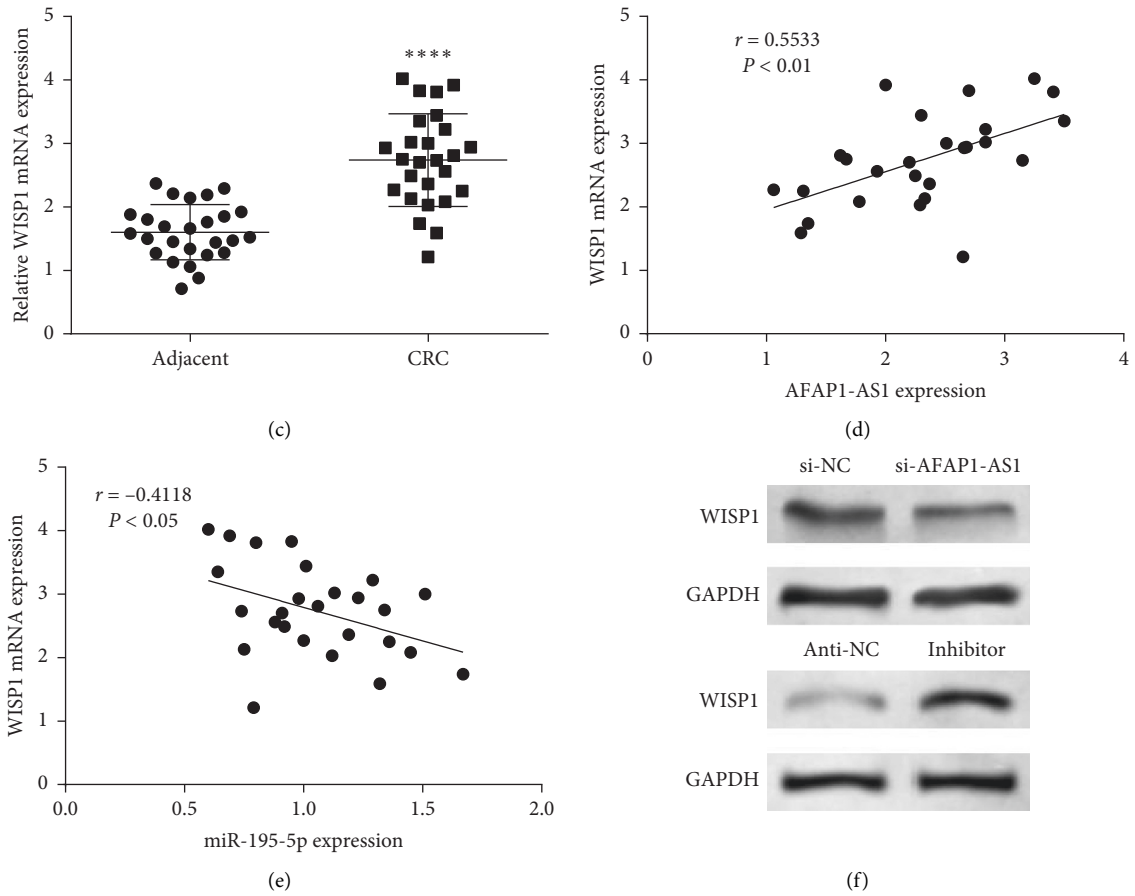 Relative WISP1 mRNA expression
5
4
3
2
1
0
****
Adjacent
CRC
(c)
WISP1 mRNA expression
5
4
3
2
1
0
r = 0.5533
P < 0.01
0
1
2
3
4
AFAP1-AS1 expression
(d)
WISP1 mRNA expression
5
4
3
2
1
0
r = –0.4118
P < 0.05
0.0
0.5
1.0
1.5
2.0
miR-195-5p expression
(e)
si-NC
si-AFAP1-AS1
WISP1
GAPDH
Anti-NC
Inhibitor
WISP1
GAPDH
(f)